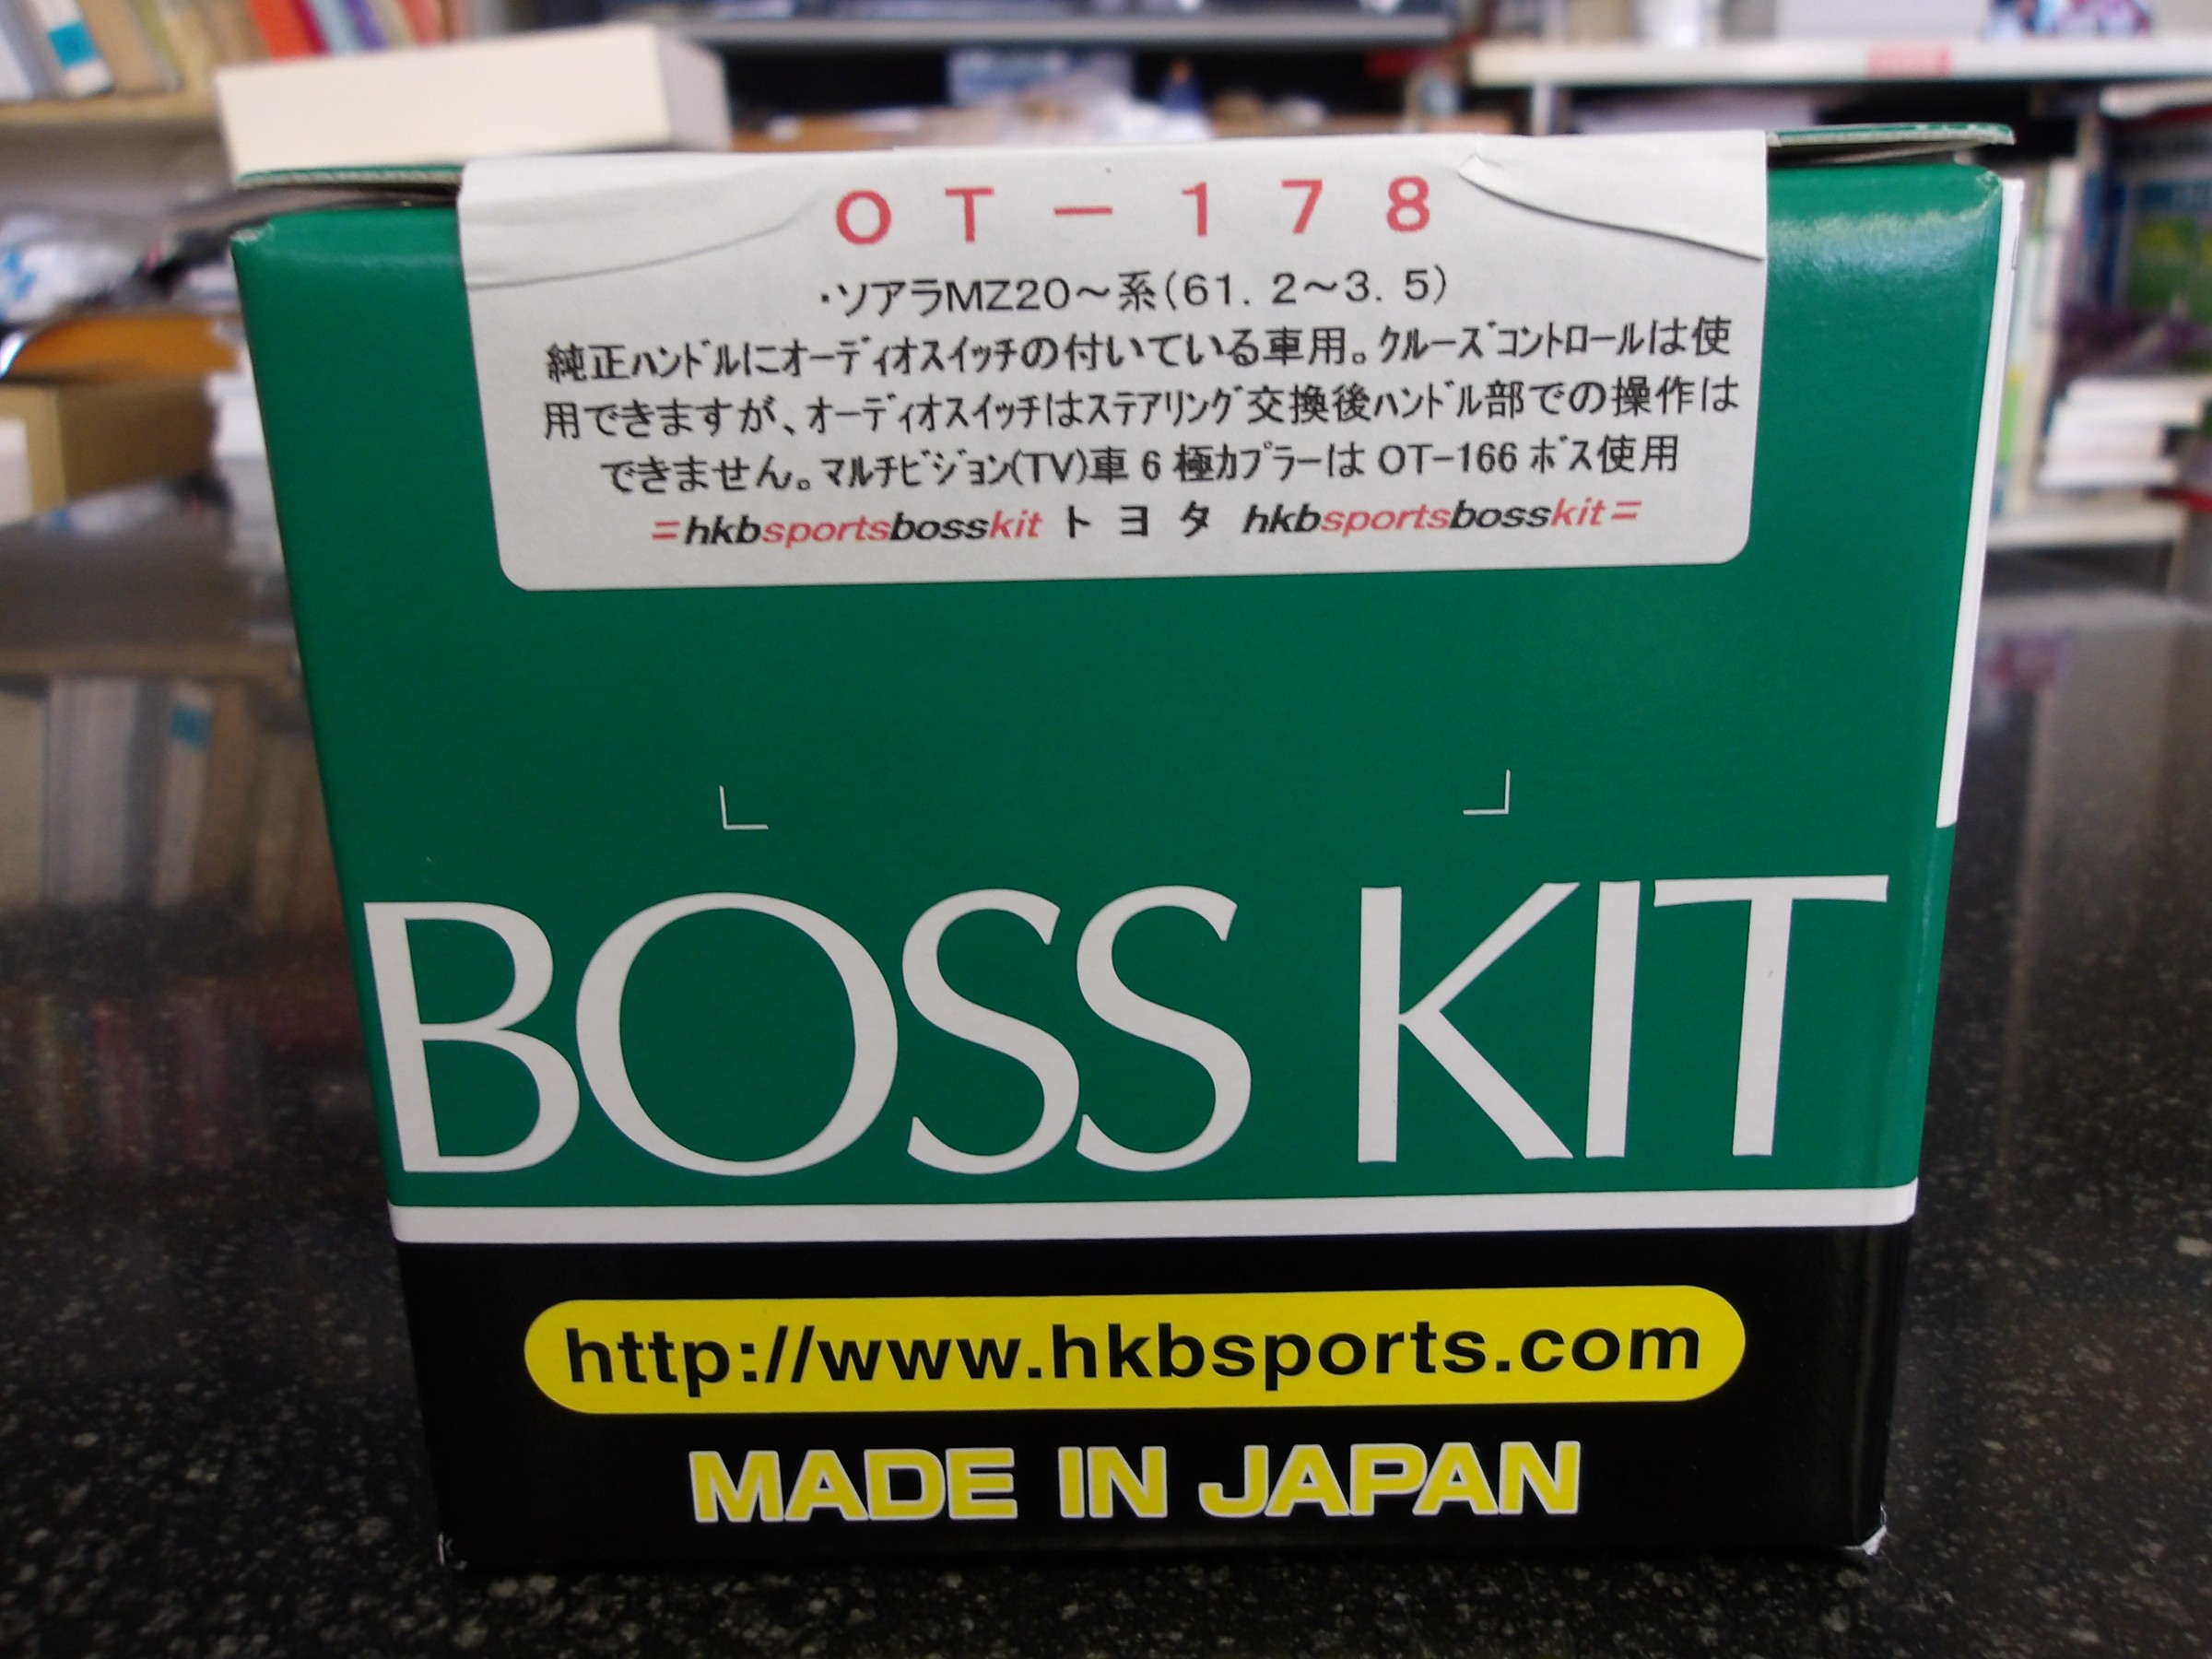 OT-178
・ソアラMZ20～系(61.2～3.5)
純正ﾊﾝﾄﾞﾙにｵｰﾃﾞｨｵｽｲｯﾁの付いている車用。ｸﾙｰｽﾞｺﾝﾄﾛｰﾙは使
用できますが、ｵｰﾃﾞｨｵｽｲｯﾁはｽﾃｱﾘﾝｸﾞ交換後ﾊﾝﾄﾞﾙ部での操作は
できません。ﾏﾙﾁﾋﾞｼﾞｮﾝ(TV)車6極ｶﾌﾟﾗｰはOT-166ﾎﾞｽ使用
=hkbsportsbosskit トヨタ hkbsportsbosskit=
BOSS KIT
http://www.hkbsports.com
MADE IN JAPAN